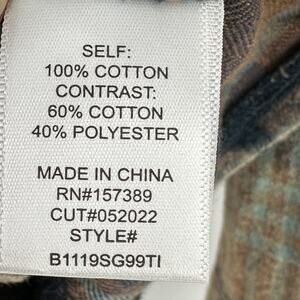 SELF:
100% COTTON
CONTRAST:
60% COTTON
40% POLYESTER
MADE IN CHINA
RN#157389
CUT#052022
STYLE#
B1119SG99TI